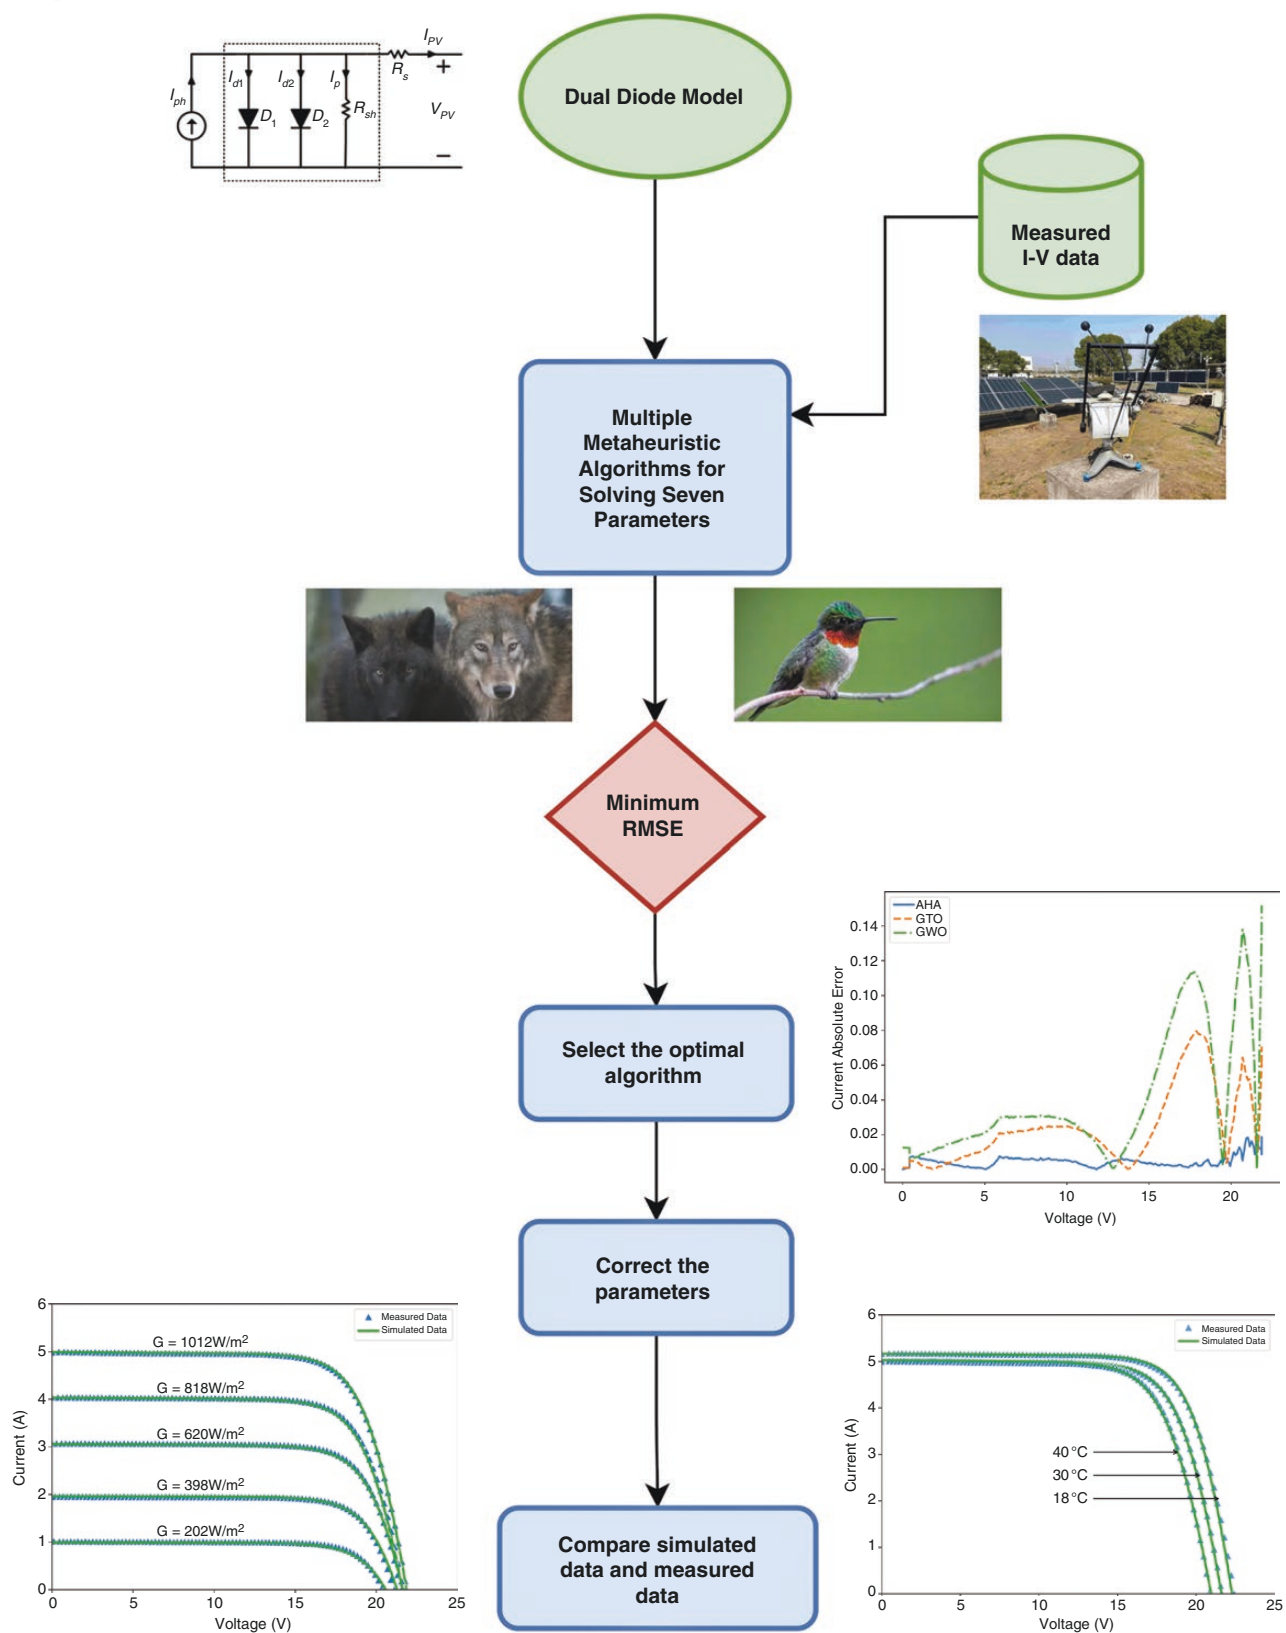 I_PV
I_d1 I_d2 I_p R_s +
I_ph
D_1 D_2 R_sh V_PV
−
Dual Diode Model
Measured
I-V data
Multiple
Metaheuristic
Algorithms for
Solving Seven
Parameters
Minimum
RMSE
Select the optimal
algorithm
AHA
GTO
GWO
0.14
0.12
0.10
0.08
0.06
0.04
0.02
0.00
Current Absolute Error
0 5 10 15 20
Voltage (V)
Correct the
parameters
Measured Data
Simulated Data
G = 1012W/m²
G = 818W/m²
G = 620W/m²
G = 398W/m²
G = 202W/m²
6
5
4
3
2
1
0
Current (A)
0 5 10 15 20 25
Voltage (V)
Compare simulated
data and measured
data
Measured Data
Simulated Data
6
5
4
3
2
1
0
Current (A)
40 °C
30 °C
18 °C
0 5 10 15 20 25
Voltage (V)